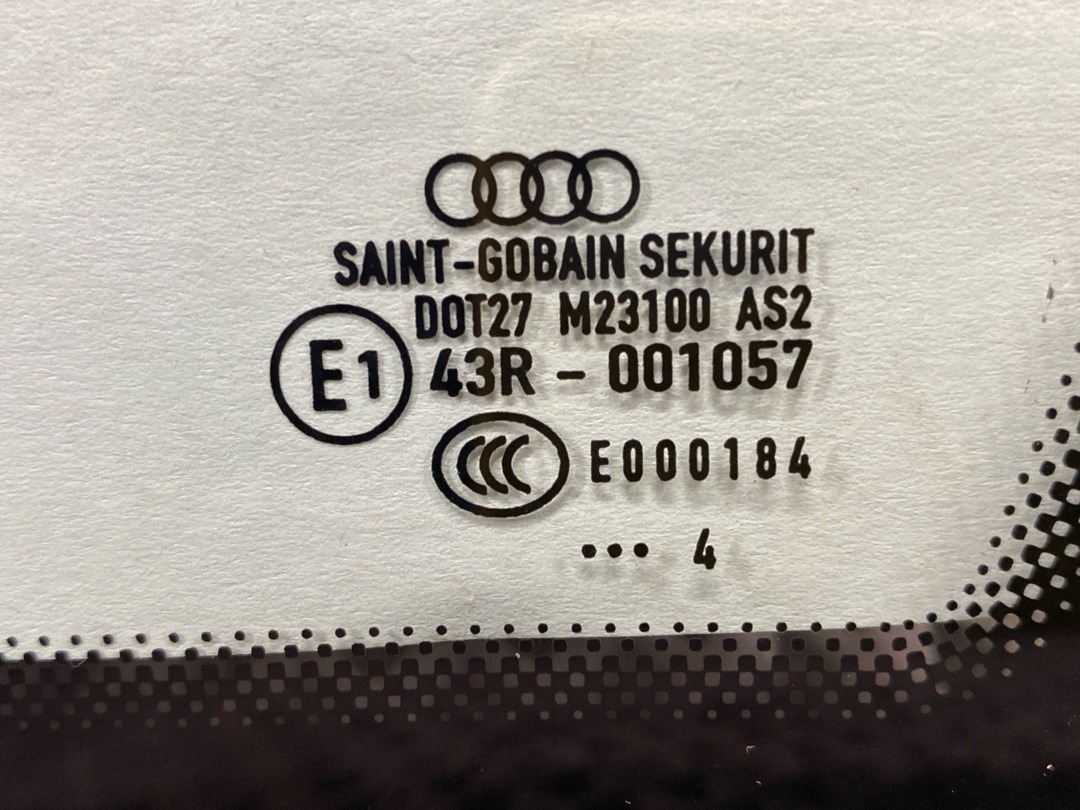 SAINT-GOBAIN SEKURIT
DOT27 M23100 AS2
E1 43R - 001057
CCC E000184
... 4